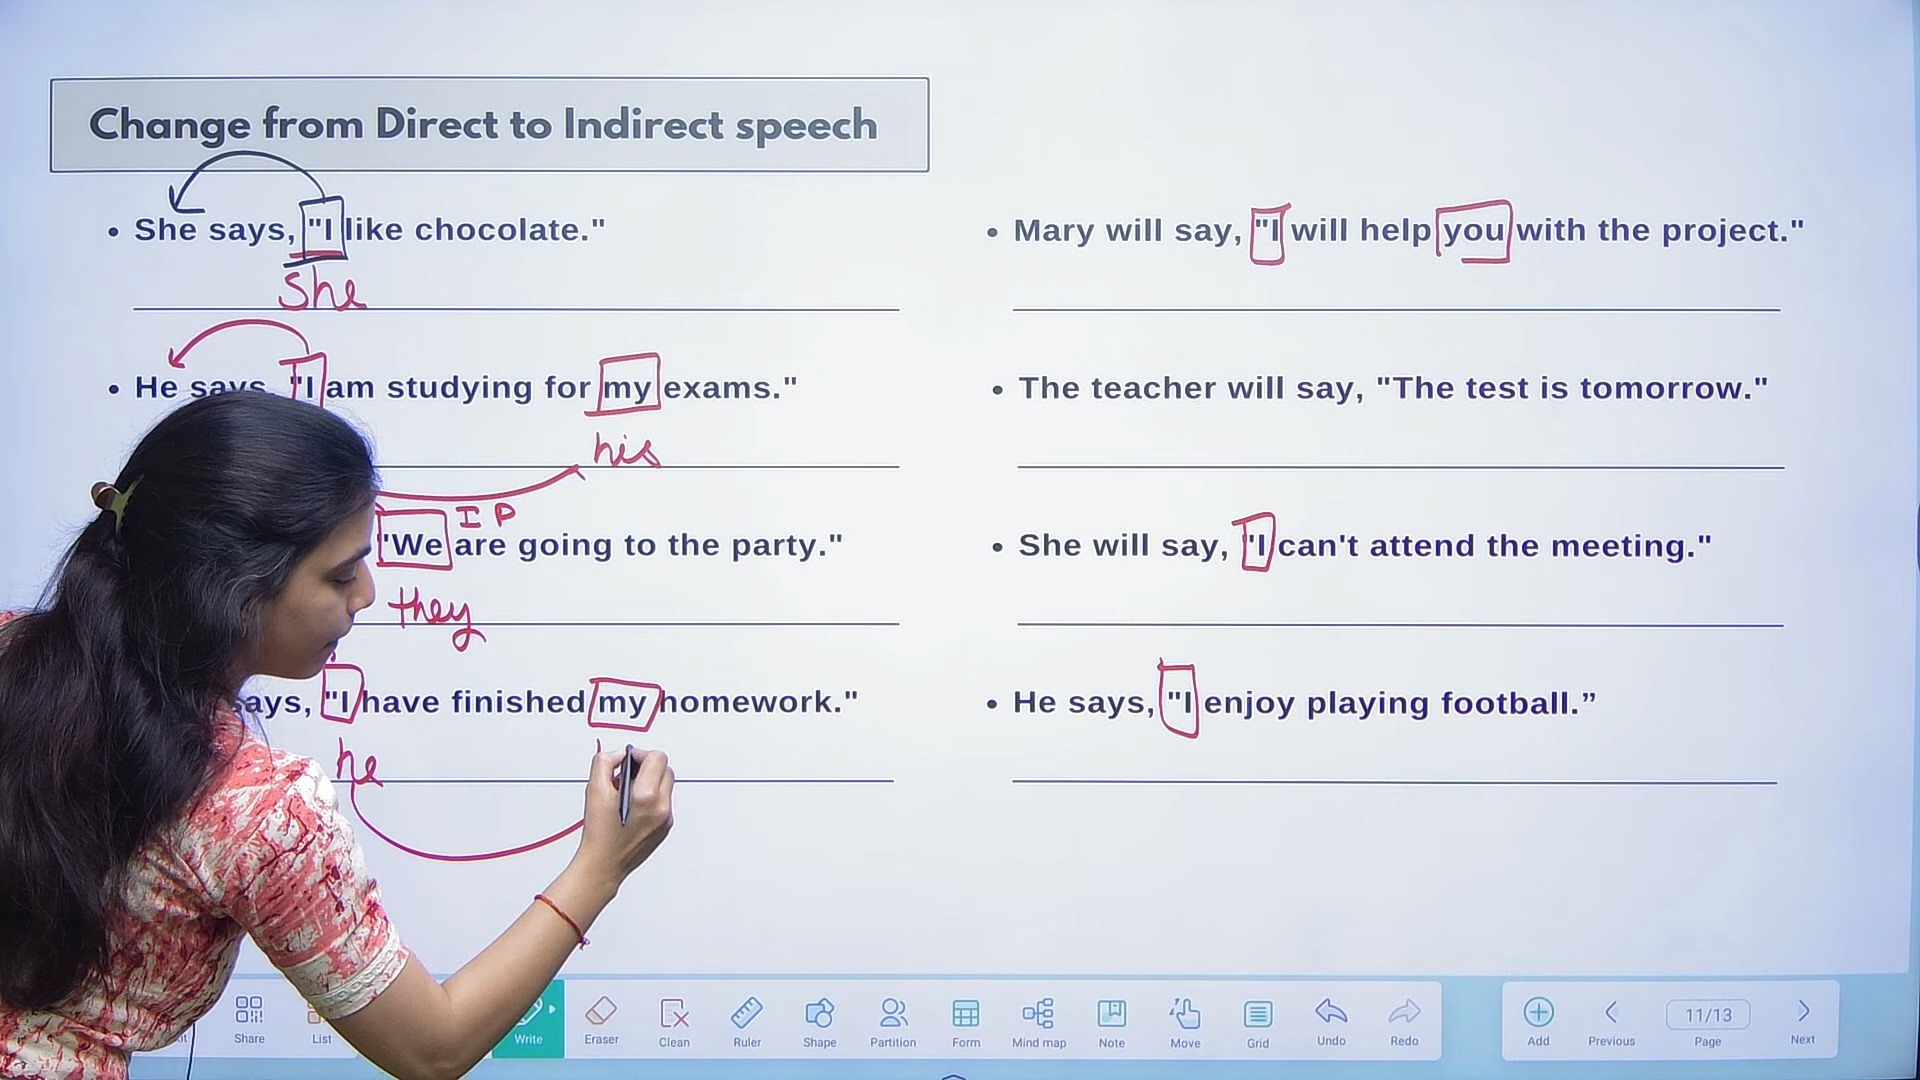 Change from Direct to Indirect speech
• She says, "I like chocolate."
she
• He says, "I am studying for my exams."
his
I P
"We are going to the party."
they
says, "I have finished my homework."
he
• Mary will say, "I will help you with the project."
• The teacher will say, "The test is tomorrow."
• She will say, "I can't attend the meeting."
• He says, "I enjoy playing football.”
Share List Write Eraser Clean Ruler Shape Partition Form Mind map Note Move Grid Undo Redo Add Previous 11/13 Page Next